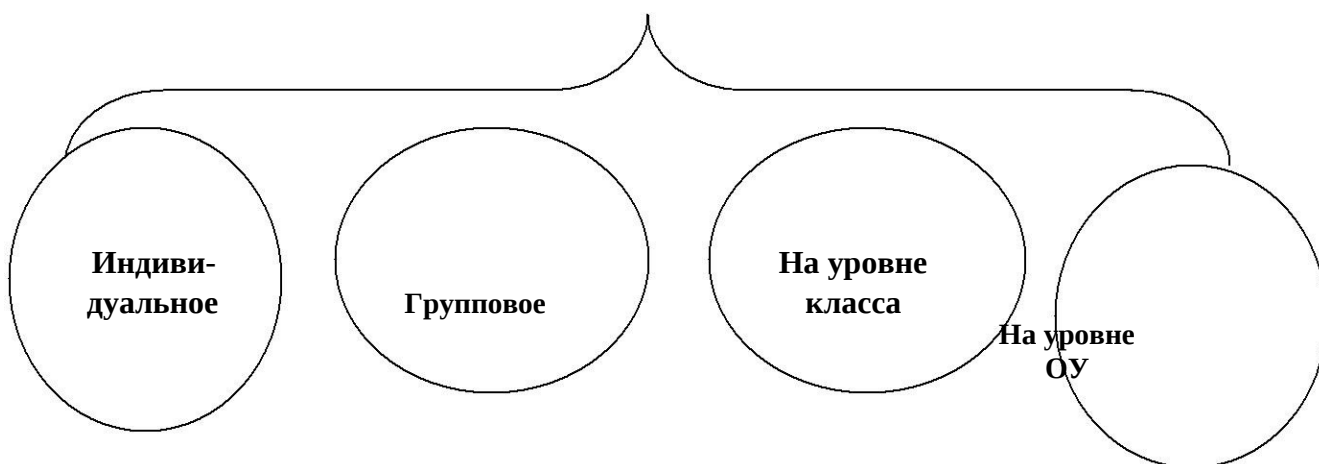 Индиви-
дуальное
Групповое
На уровне
класса
На уровне
ОУ